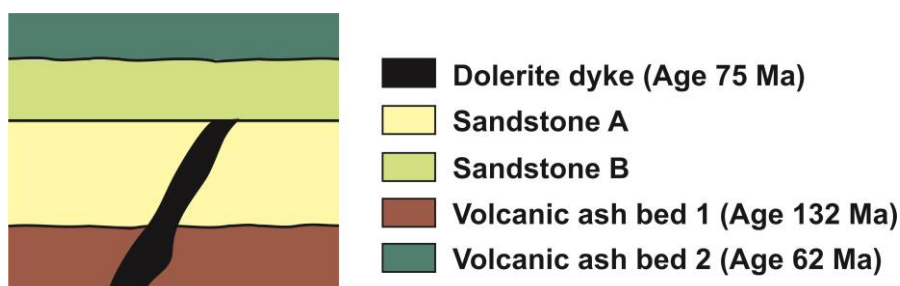 Dolerite dyke (Age 75 Ma)
Sandstone A
Sandstone B
Volcanic ash bed 1 (Age 132 Ma)
Volcanic ash bed 2 (Age 62 Ma)